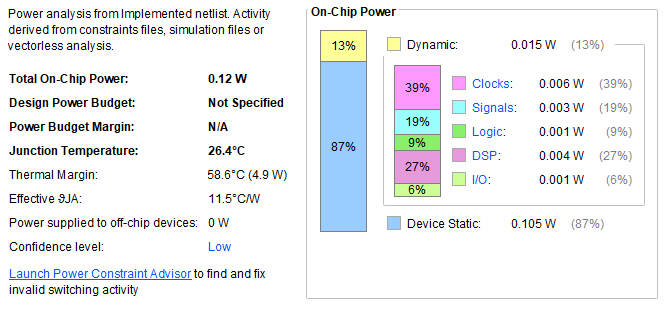 Power analysis from Implemented netlist. Activity
derived from constraints files, simulation files or
vectorless analysis.
Total On-Chip Power: 0.12 W
Design Power Budget: Not Specified
Power Budget Margin: N/A
Junction Temperature: 26.4°C
Thermal Margin: 58.6°C (4.9 W)
Effective ϑJA: 11.5°C/W
Power supplied to off-chip devices: 0 W
Confidence level: Low
Launch Power Constraint Advisor to find and fix
invalid switching activity
On-Chip Power
13%
87%
Dynamic: 0.015 W (13%)
39%
19%
9%
27%
6%
Clocks: 0.006 W (39%)
Signals: 0.003 W (19%)
Logic: 0.001 W (9%)
DSP: 0.004 W (27%)
I/O: 0.001 W (6%)
Device Static: 0.105 W (87%)